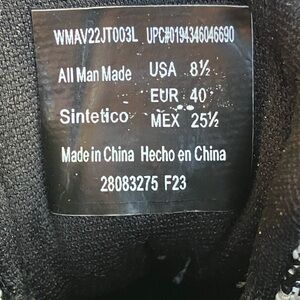 WMAV22JT003L UPC#0194346046690
All Man Made USA 8½
EUR 40
Sintetico MEX 25½
Made in China Hecho en China
28083275 F23